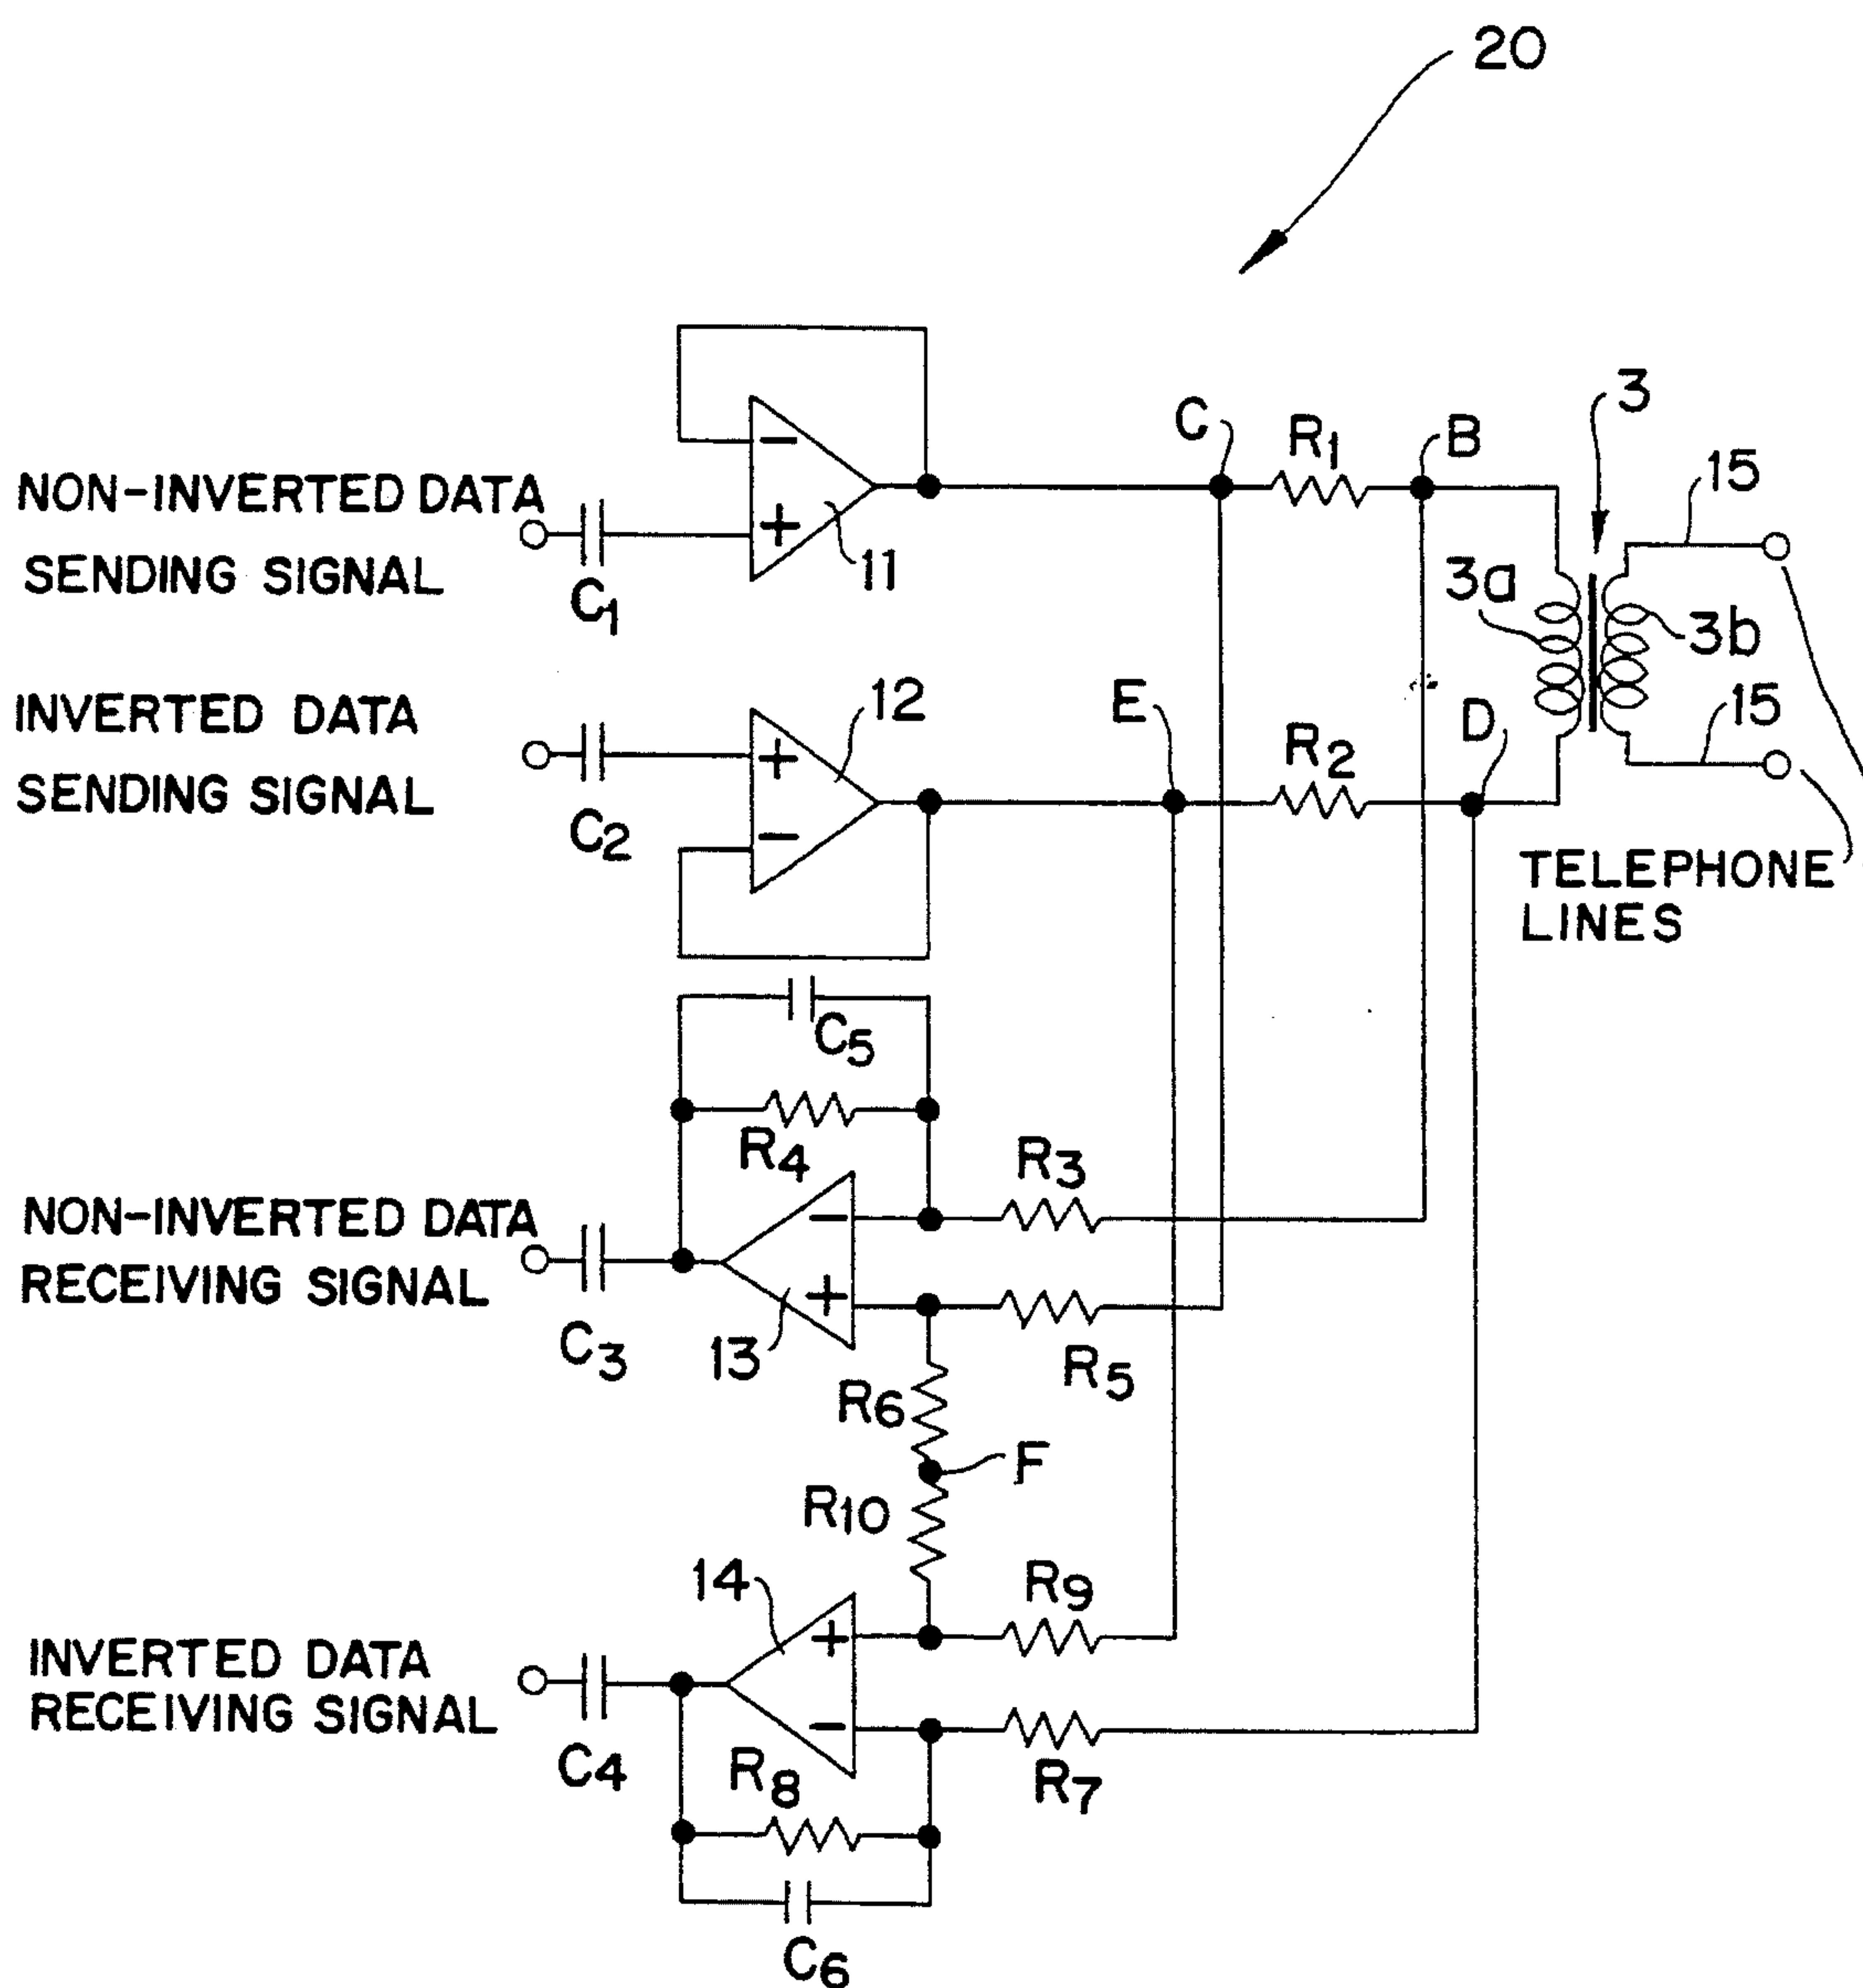 20
C
R1
B
3
15
NON-INVERTED DATA
SENDING SIGNAL
C1
11
3a
3b
INVERTED DATA
SENDING SIGNAL
C2
12
E
R2
D
15
TELEPHONE
LINES
C5
R4
R3
NON-INVERTED DATA
RECEIVING SIGNAL
C3
13
R5
R6
F
R10
14
R9
INVERTED DATA
RECEIVING SIGNAL
C4
R8
R7
C6